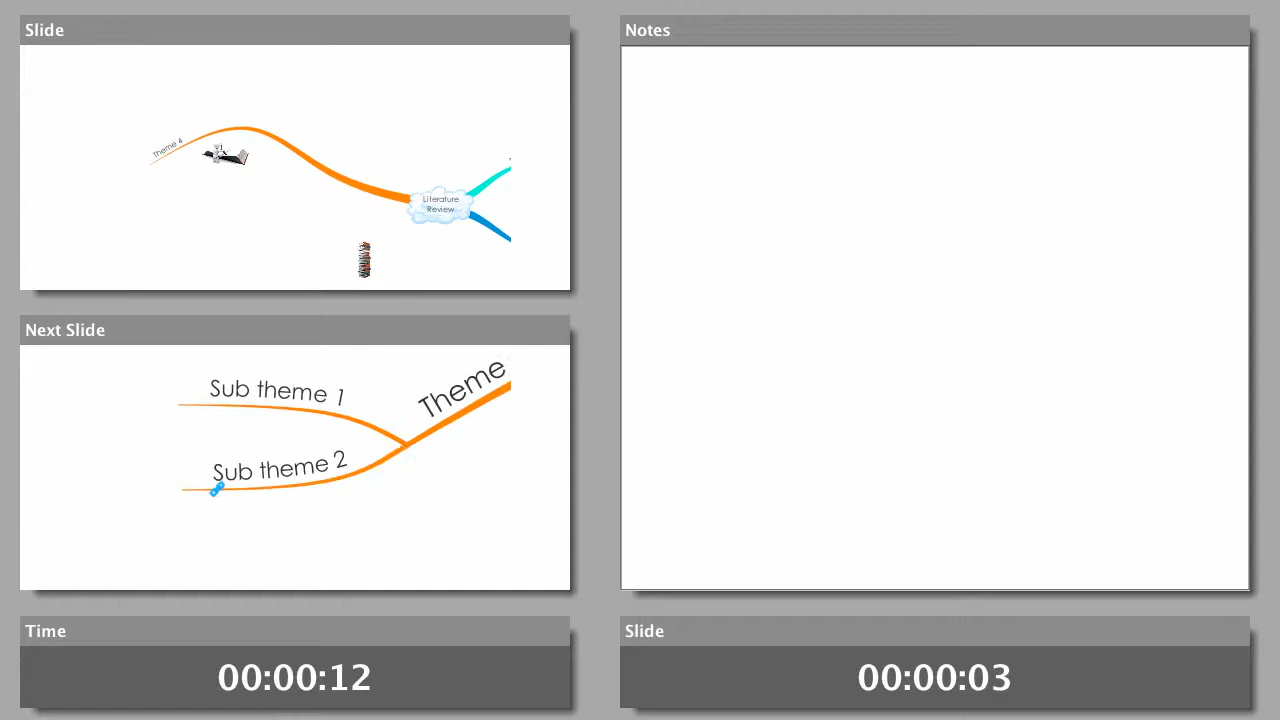 Slide
Theme 4
Literature
Review
Next Slide
Sub theme 1
Theme
Sub theme 2
Time
00:00:12
Notes
Slide
00:00:03